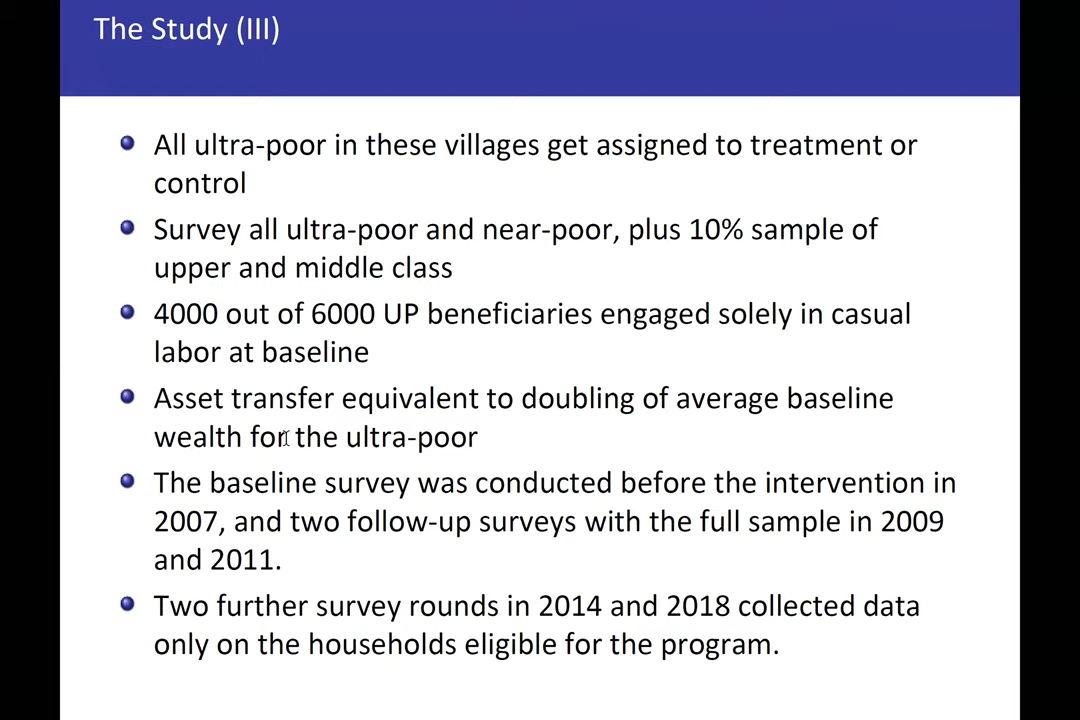 The Study (III)
All ultra-poor in these villages get assigned to treatment or
control
Survey all ultra-poor and near-poor, plus 10% sample of
upper and middle class
4000 out of 6000 UP beneficiaries engaged solely in casual
labor at baseline
Asset transfer equivalent to doubling of average baseline
wealth for the ultra-poor
The baseline survey was conducted before the intervention in
2007, and two follow-up surveys with the full sample in 2009
and 2011.
Two further survey rounds in 2014 and 2018 collected data
only on the households eligible for the program.